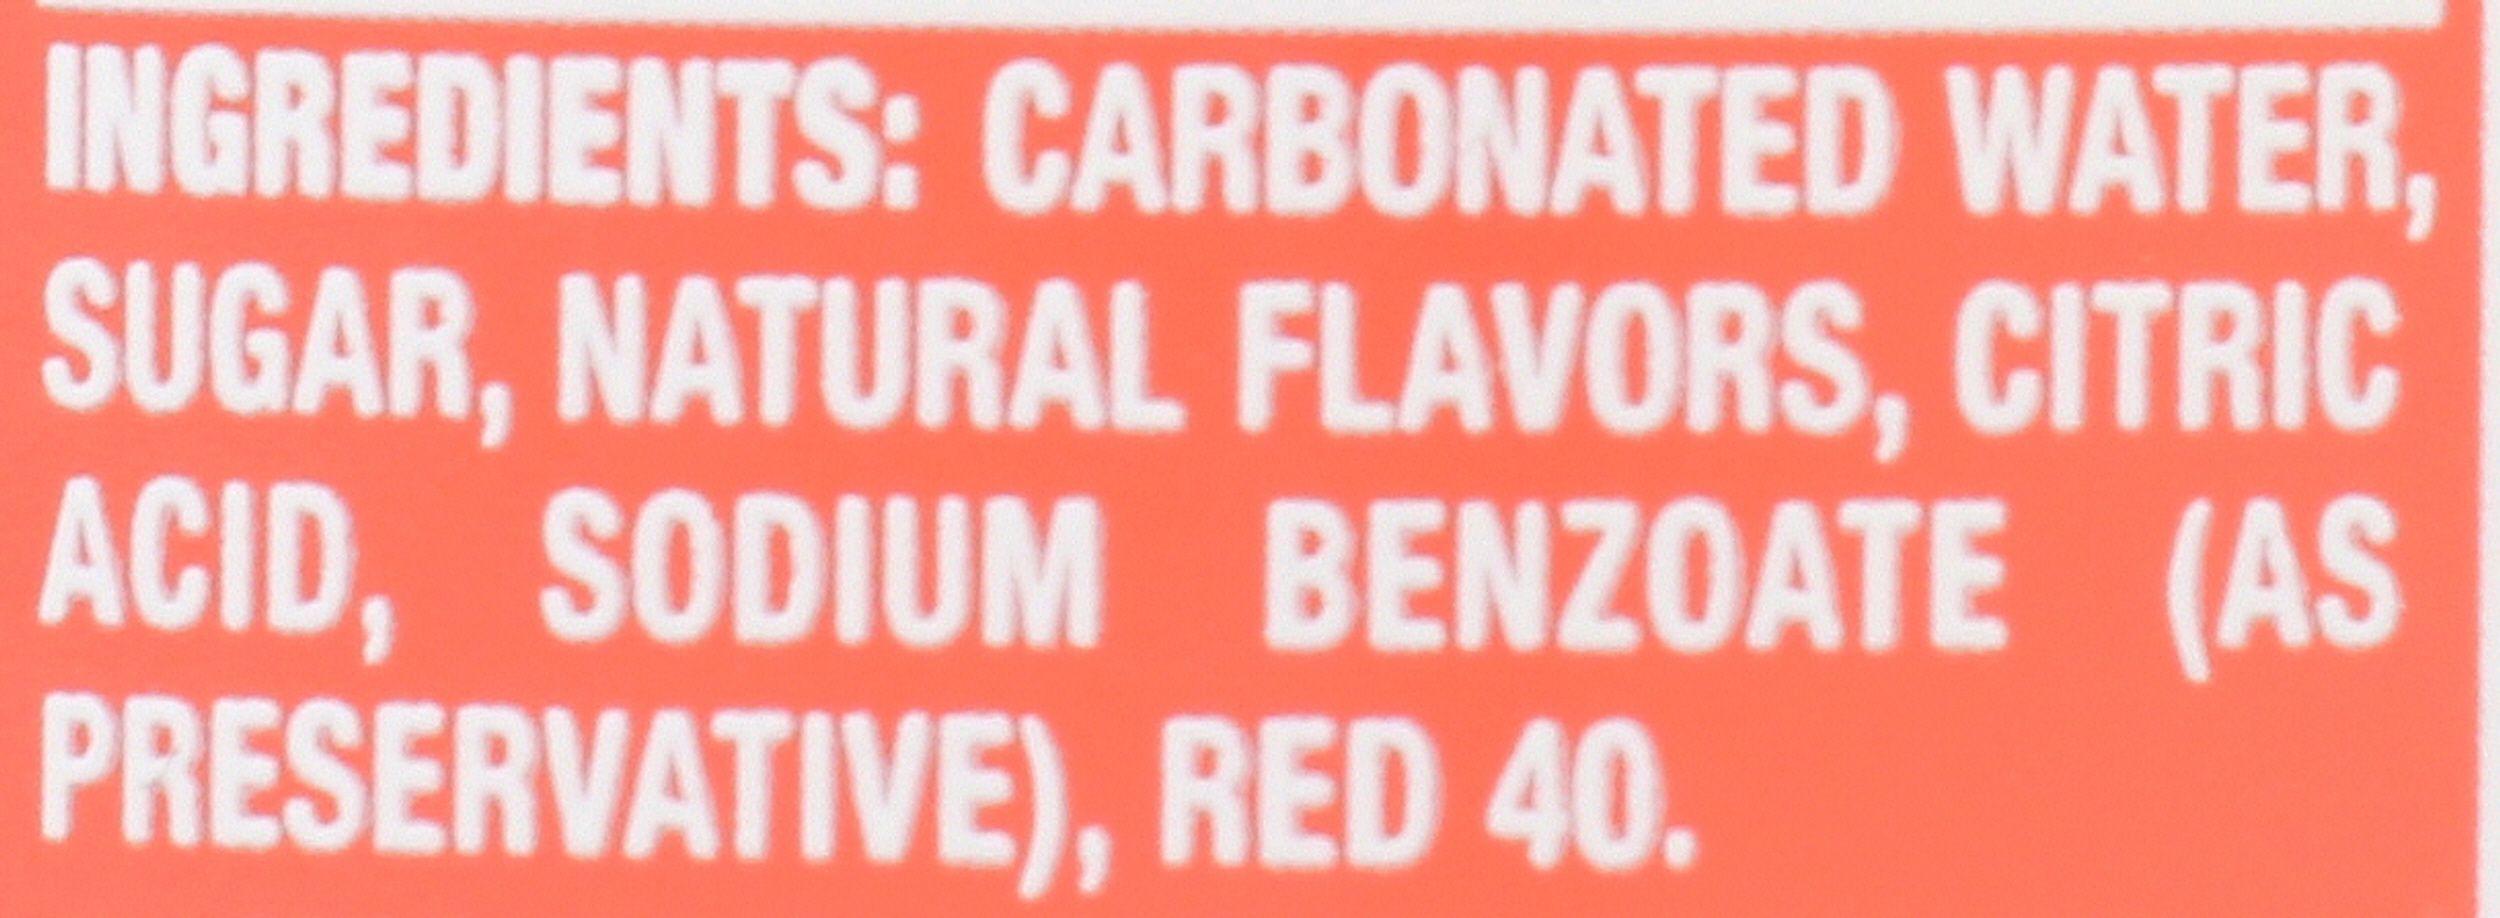 INGREDIENTS: CARBONATED WATER,
SUGAR, NATURAL FLAVORS, CITRIC
ACID, SODIUM BENZOATE (AS
PRESERVATIVE), RED 40.